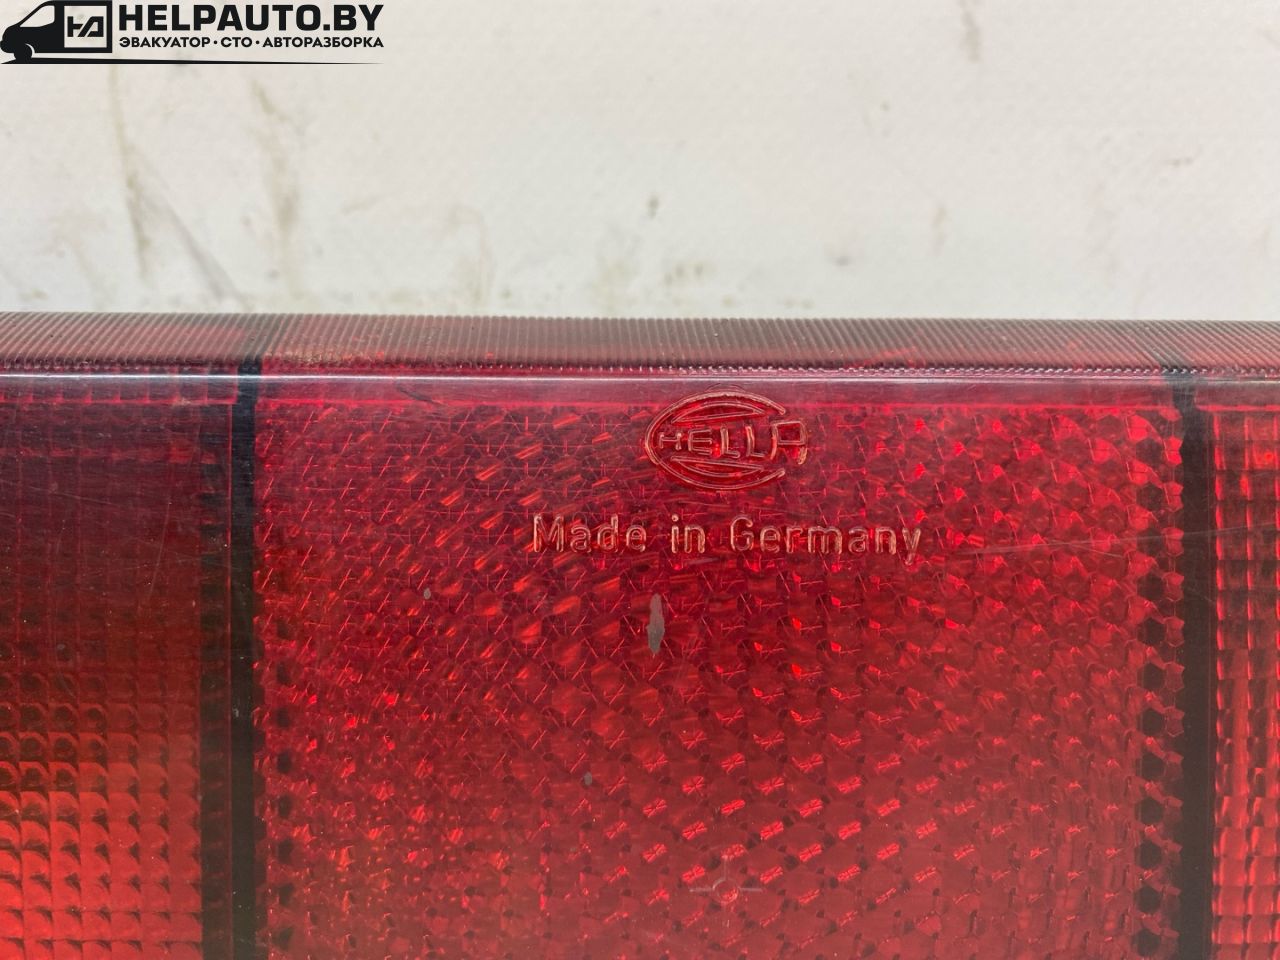 HELPAUTO.BY
ЭВАКУАТОР · СТО · АВТОРАЗБОРКА
HELLA
Made in Germany